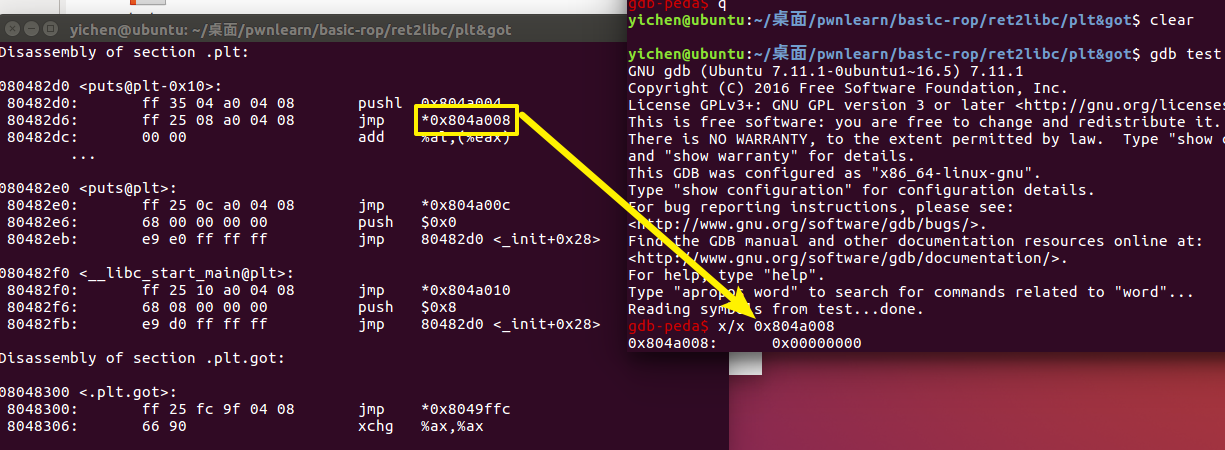 yichen@ubuntu: ~/桌面/pwnlearn/basic-rop/ret2libc/plt&got
Disassembly of section .plt:
080482d0 <puts@plt-0x10>:
80482d0: ff 35 04 a0 04 08 pushl 0x804a004
80482d6: ff 25 08 a0 04 08 jmp *0x804a008
80482dc: 00 00 add %al,(%eax)
...
080482e0 <puts@plt>:
80482e0: ff 25 0c a0 04 08 jmp *0x804a00c
80482e6: 68 00 00 00 00 push $0x0
80482eb: e9 e0 ff ff ff jmp 80482d0 <_init+0x28>
080482f0 <__libc_start_main@plt>:
80482f0: ff 25 10 a0 04 08 jmp *0x804a010
80482f6: 68 08 00 00 00 push $0x8
80482fb: e9 d0 ff ff ff jmp 80482d0 <_init+0x28>
Disassembly of section .plt.got:
08048300 <.plt.got>:
8048300: ff 25 fc 9f 04 08 jmp *0x8049ffc
8048306: 66 90 xchg %ax,%ax
gdb-peda$ q
yichen@ubuntu:~/桌面/pwnlearn/basic-rop/ret2libc/plt&got$ clear
yichen@ubuntu:~/桌面/pwnlearn/basic-rop/ret2libc/plt&got$ gdb test
GNU gdb (Ubuntu 7.11.1-0ubuntu1~16.5) 7.11.1
Copyright (C) 2016 Free Software Foundation, Inc.
License GPLv3+: GNU GPL version 3 or later <http://gnu.org/licenses
This is free software: you are free to change and redistribute it.
There is NO WARRANTY, to the extent permitted by law.  Type "show
and "show warranty" for details.
This GDB was configured as "x86_64-linux-gnu".
Type "show configuration" for configuration details.
For bug reporting instructions, please see:
<http://www.gnu.org/software/gdb/bugs/>.
Find the GDB manual and other documentation resources online at:
<http://www.gnu.org/software/gdb/documentation/>.
For help, type "help".
Type "apropos word" to search for commands related to "word"...
Reading symbols from test...done.
gdb-peda$ x/x 0x804a008
0x804a008: 0x00000000